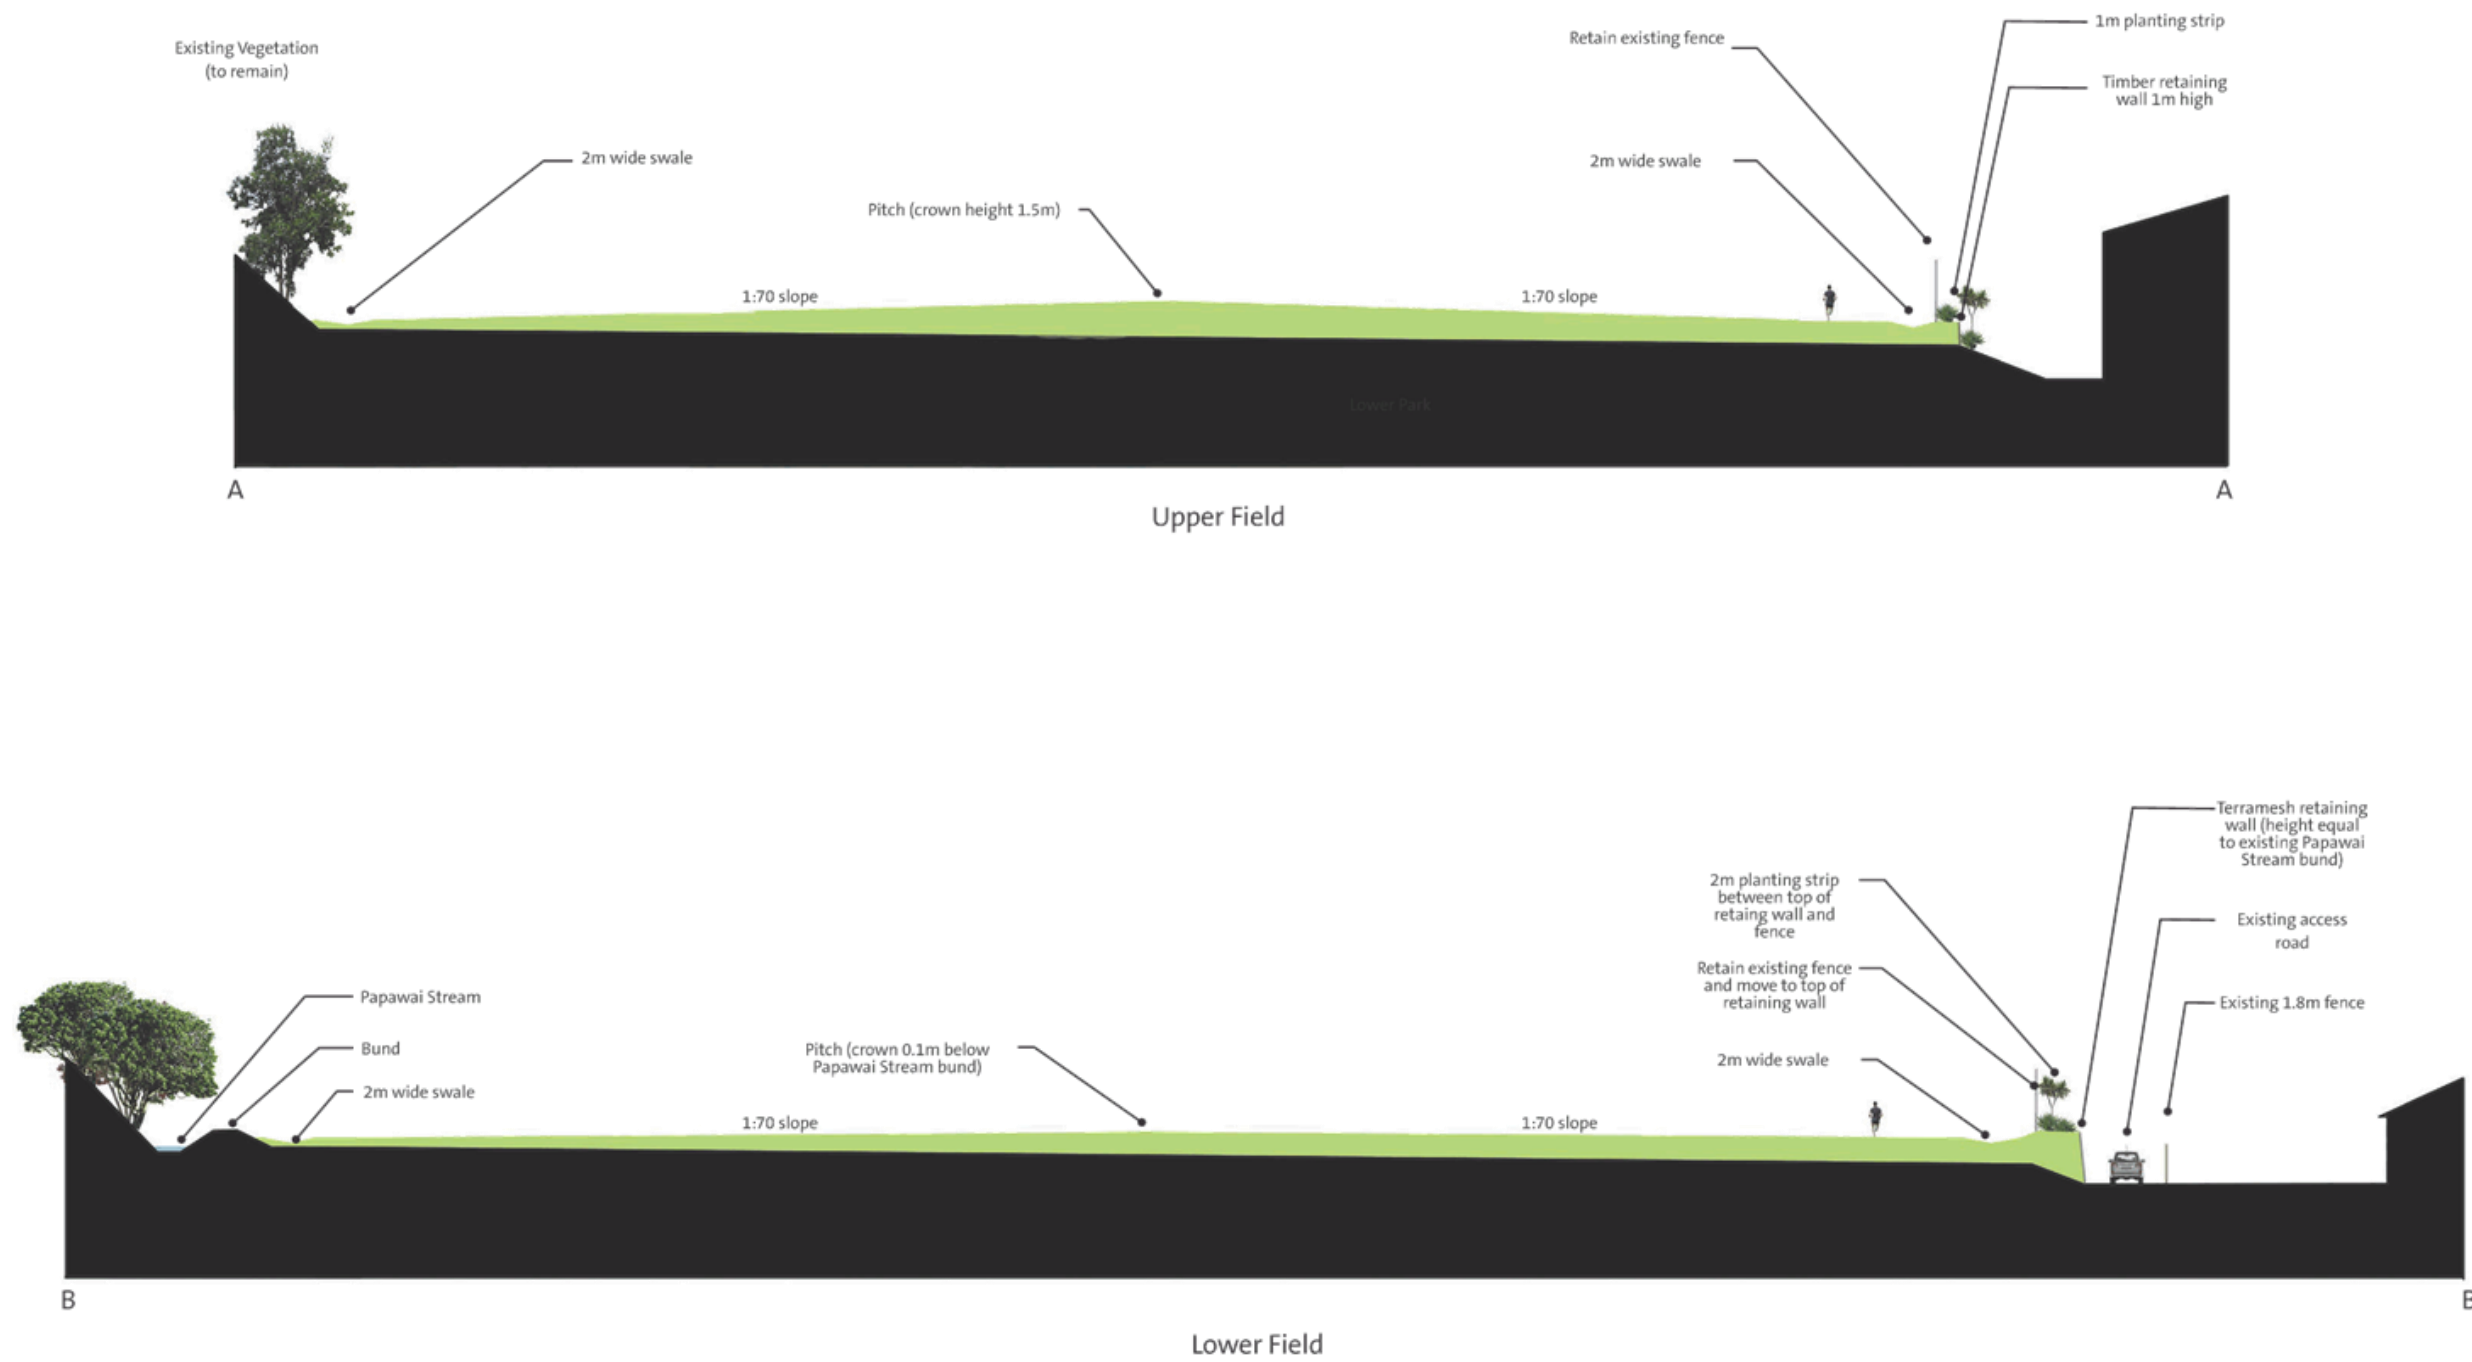 Existing Vegetation
(to remain)
2m wide swale
Pitch (crown height 1.5m)
1:70 slope
1:70 slope
Retain existing fence
2m wide swale
1m planting strip
Timber retaining
wall 1m high
Lower Park
A
A
Upper Field
Papawai Stream
Bund
2m wide swale
Pitch (crown 0.1m below
Papawai Stream bund)
1:70 slope
1:70 slope
2m planting strip
between top of
retaing wall and
fence
Retain existing fence
and move to top of
retaining wall
2m wide swale
Terramesh retaining
wall (height equal
to existing Papawai
Stream bund)
Existing access
road
Existing 1.8m fence
B
B
Lower Field